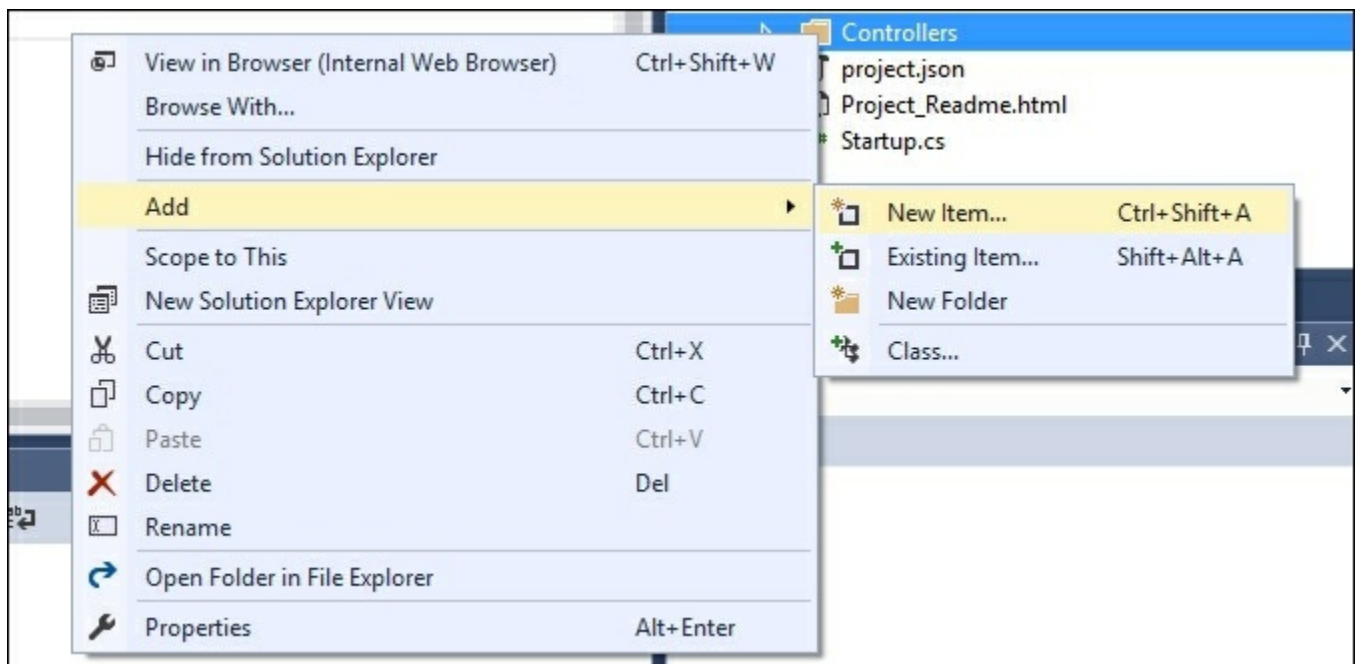 Controllers
project.json
Project_Readme.html
Startup.cs
View in Browser (Internal Web Browser) Ctrl+Shift+W
Browse With...
Hide from Solution Explorer
Add
Scope to This
New Solution Explorer View
Cut Ctrl+X
Copy Ctrl+C
Paste Ctrl+V
Delete Del
Rename
Open Folder in File Explorer
Properties Alt+Enter
New Item... Ctrl+Shift+A
Existing Item... Shift+Alt+A
New Folder
Class...